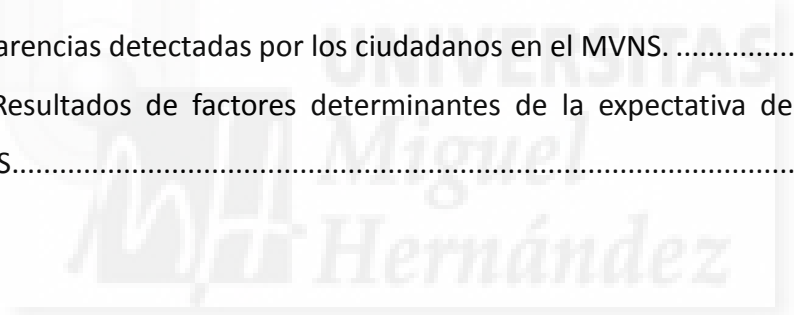 arencias detectadas por los ciudadanos en el MVNS. ...............
UNIVERSITAS
Resultados de factores determinantes de la expectativa de
Miguel
S................................................................................
Hernández